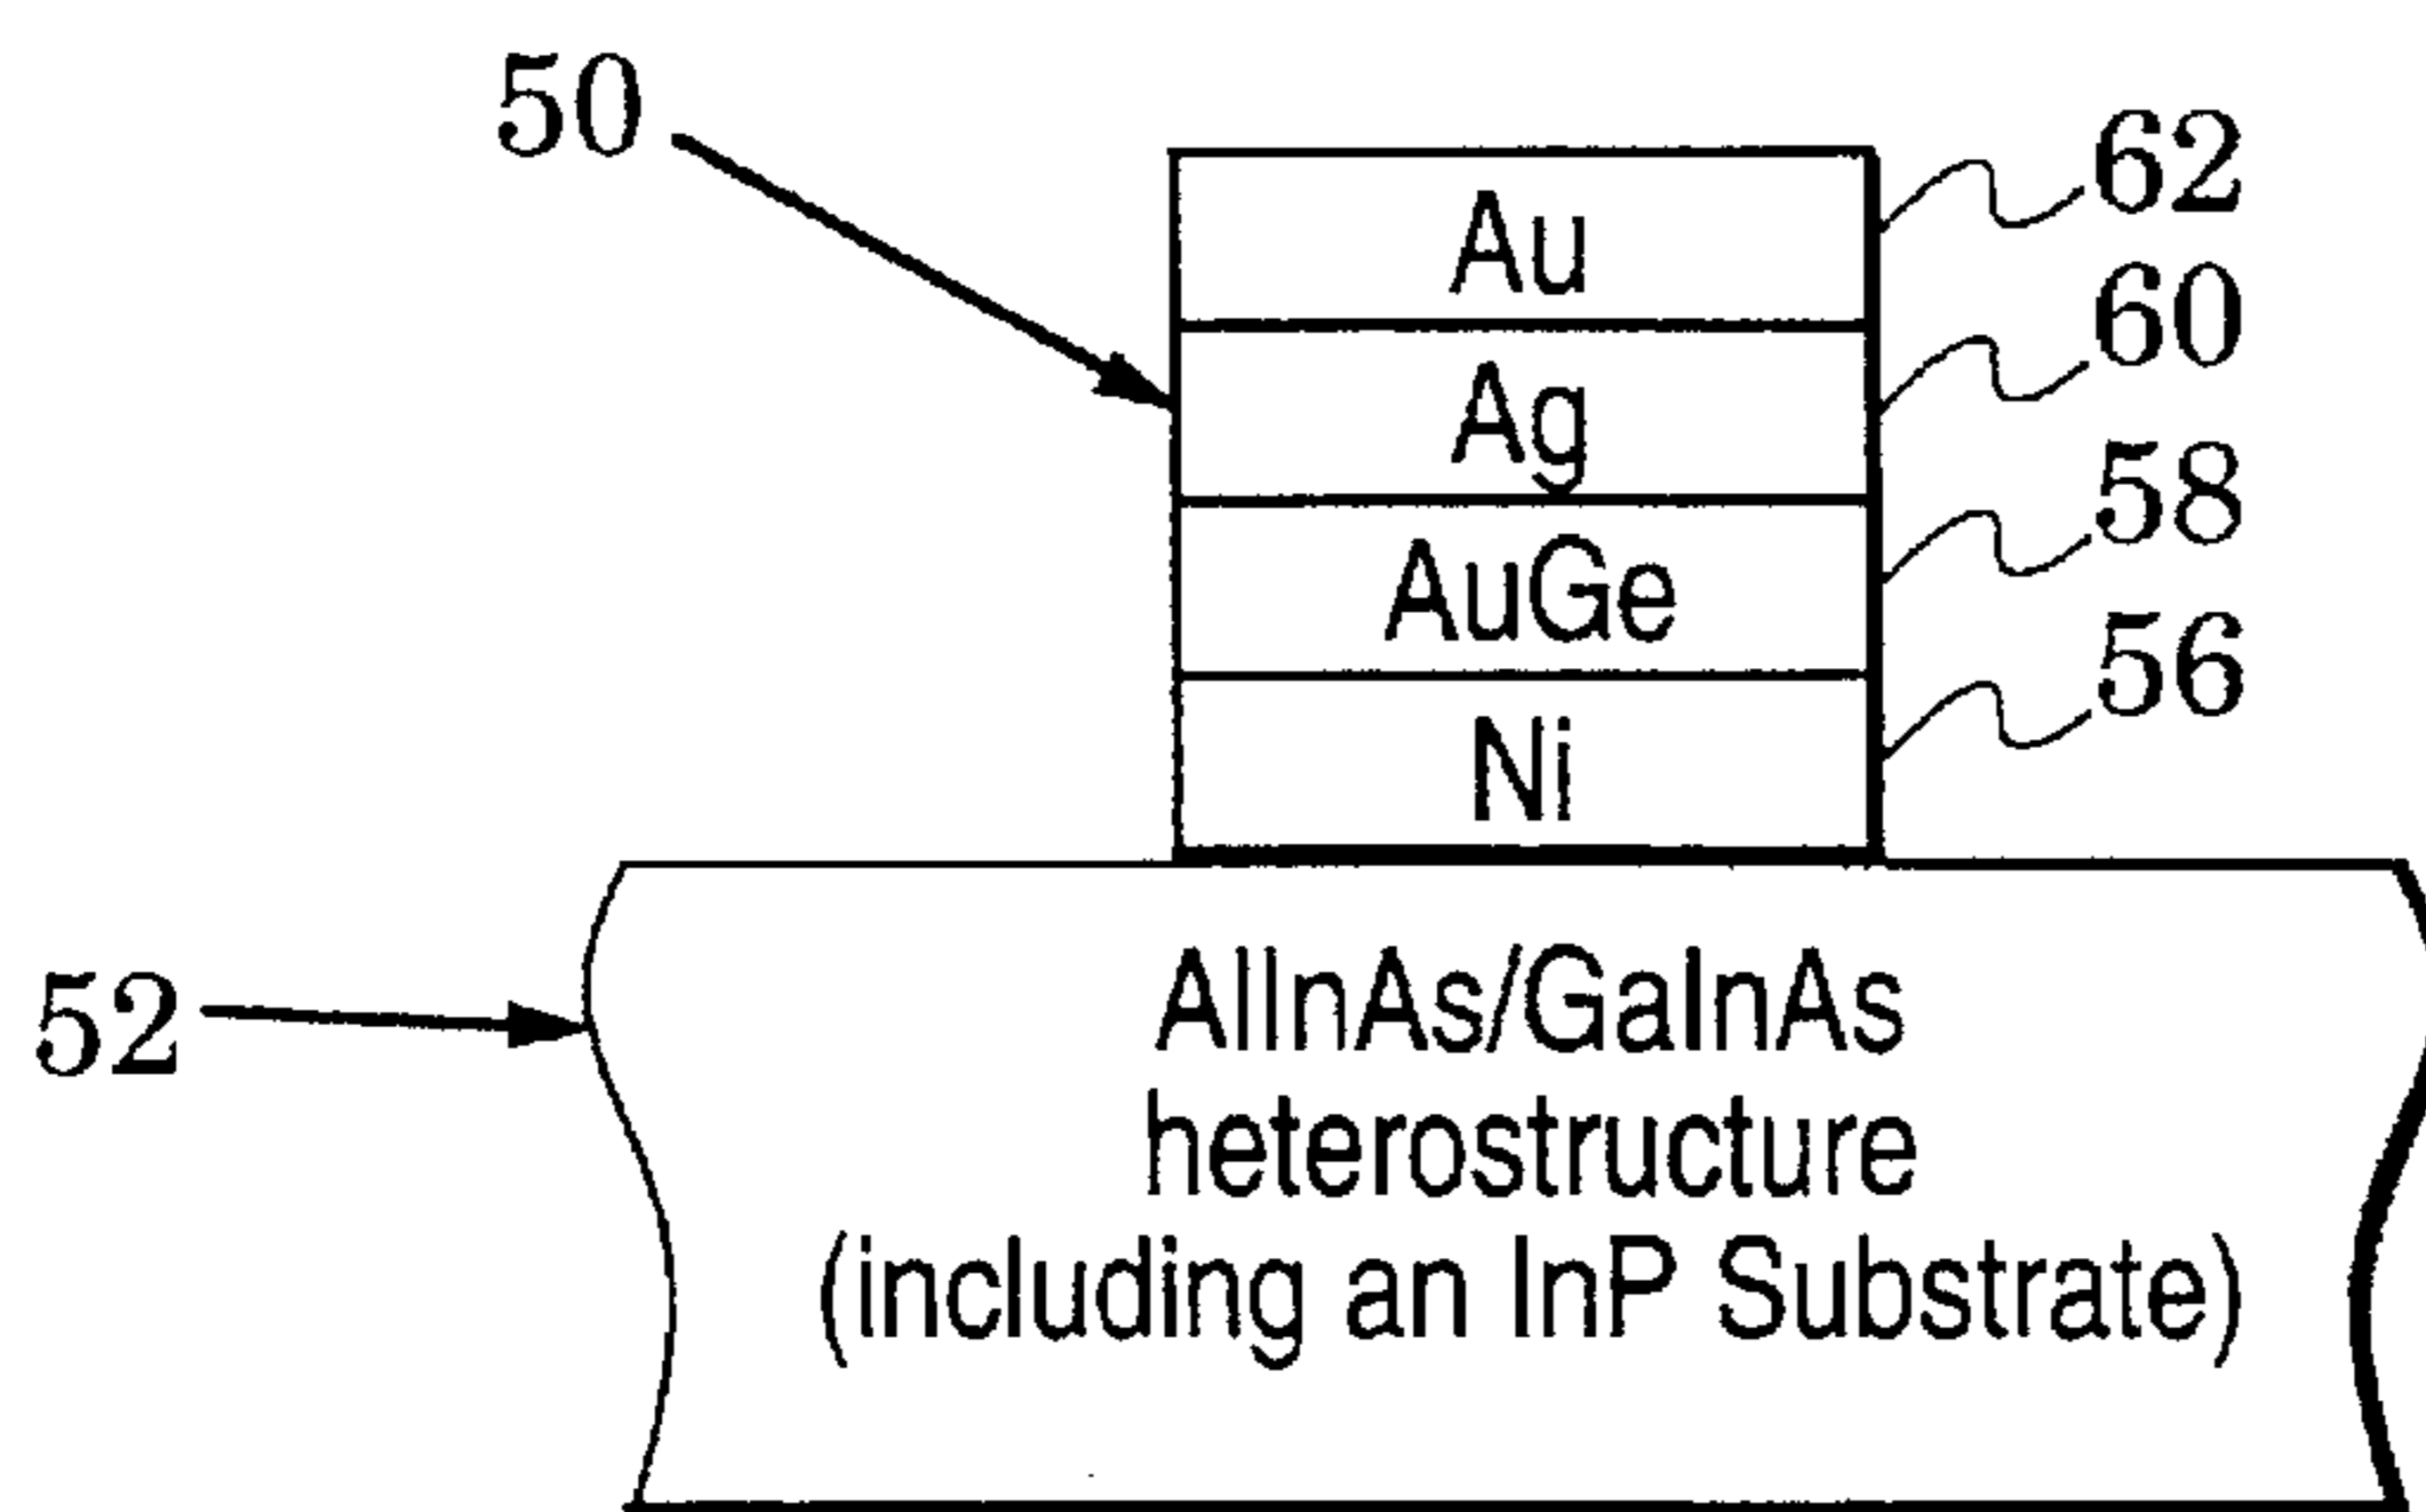 50
Au 62
Ag 60
AuGe 58
Ni 56
52
AlInAs/GaInAs
heterostructure
(including an InP Substrate)